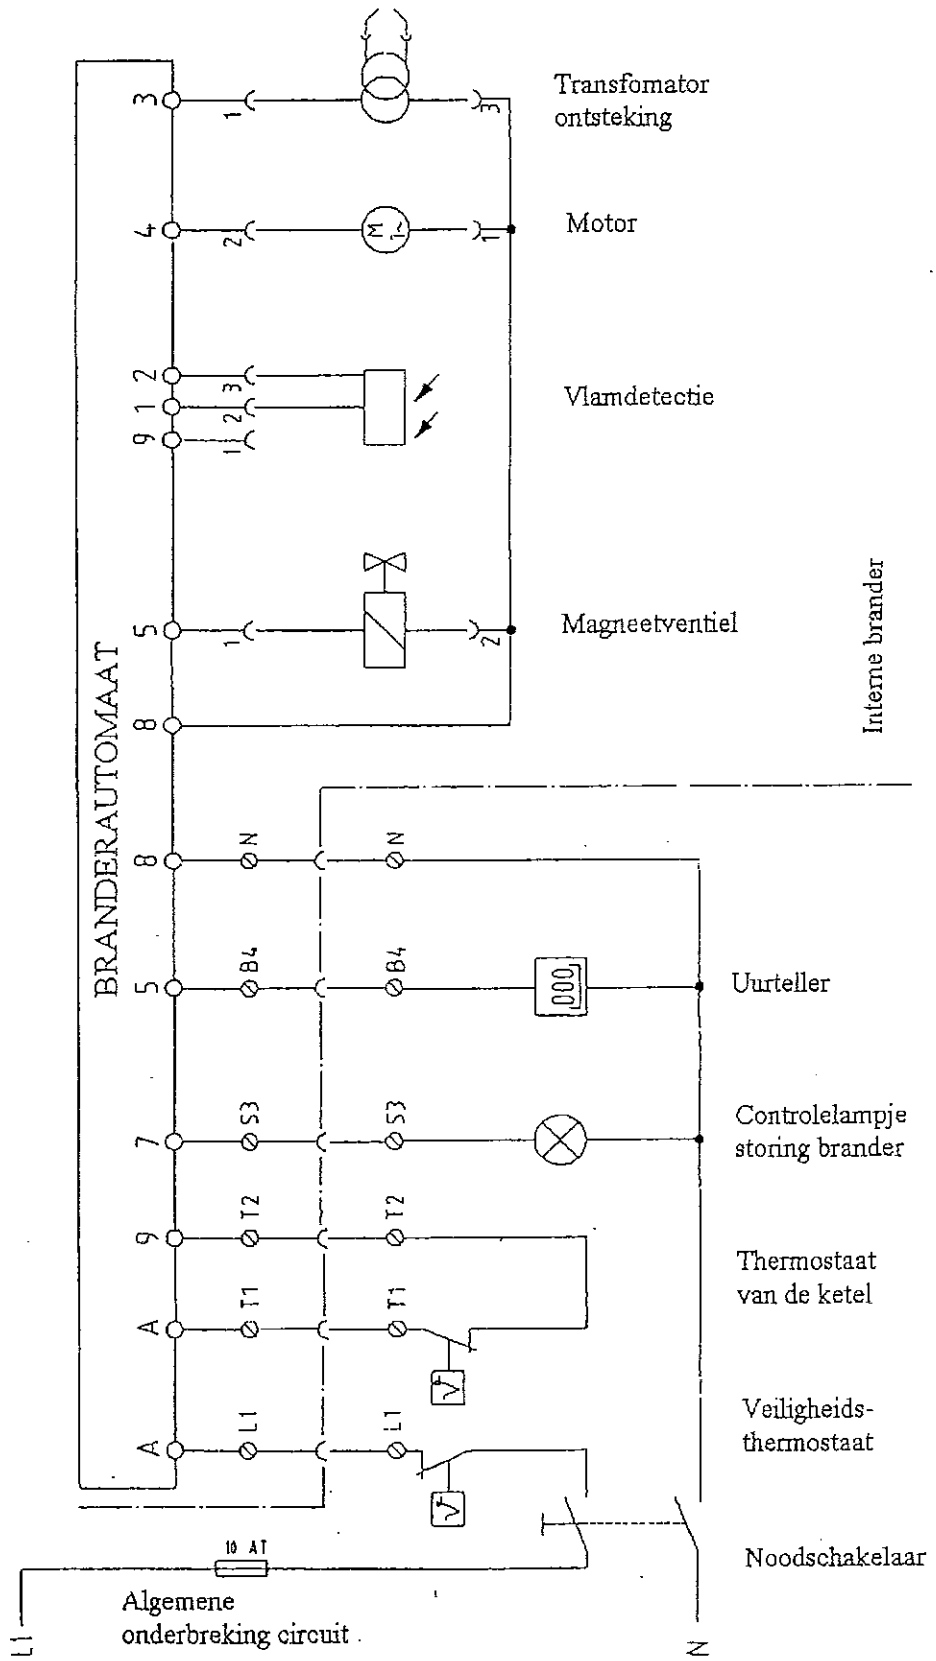 3
1
3
Transfomator
ontsteking
4
2
M
1~
1
Motor
2
3
1
2
9
1
Vlamdetectie
5
1
2
Magneetventiel
8
Interne brander
BRANDERAUTOMAAT
8
N
N
5
B4
B4
000
Uurteller
7
S3
S3
Controlelampje
storing brander
9
T2
T2
A
T1
T1
Thermostaat
van de ketel
A
L1
L1
Veiligheids-
thermostaat
10 AT
Noodschakelaar
Algemene
onderbreking circuit
L1
N